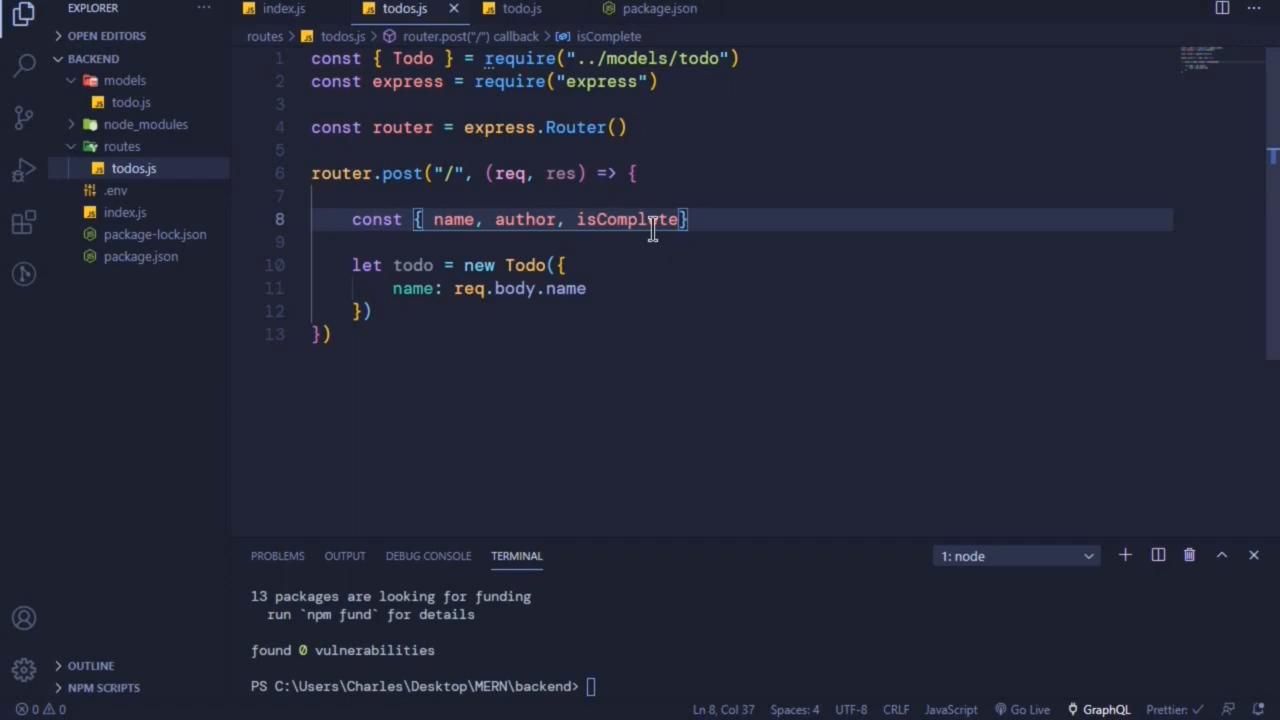 EXPLORER
index.js
todos.js
todo.js
package.json
OPEN EDITORS
routes > todos.js > router.post("/") callback > isComplete
BACKEND
models
todo.js
node_modules
routes
todos.js
.env
index.js
package-lock.json
package.json
1 const { Todo } = require("../models/todo")
2 const express = require("express")
3
4 const router = express.Router()
5
6 router.post("/", (req, res) => {
7
8 const { name, author, isComplete}
9
10 let todo = new Todo({
11 name: req.body.name
12 })
13 })
PROBLEMS OUTPUT DEBUG CONSOLE TERMINAL
1: node
13 packages are looking for funding
run `npm fund` for details
found 0 vulnerabilities
PS C:\Users\Charles\Desktop\MERN\backend>
OUTLINE
NPM SCRIPTS
0 0
Ln 8, Col 37
Spaces: 4
UTF-8
CRLF
JavaScript
Go Live
GraphQL
Prettier: ✓